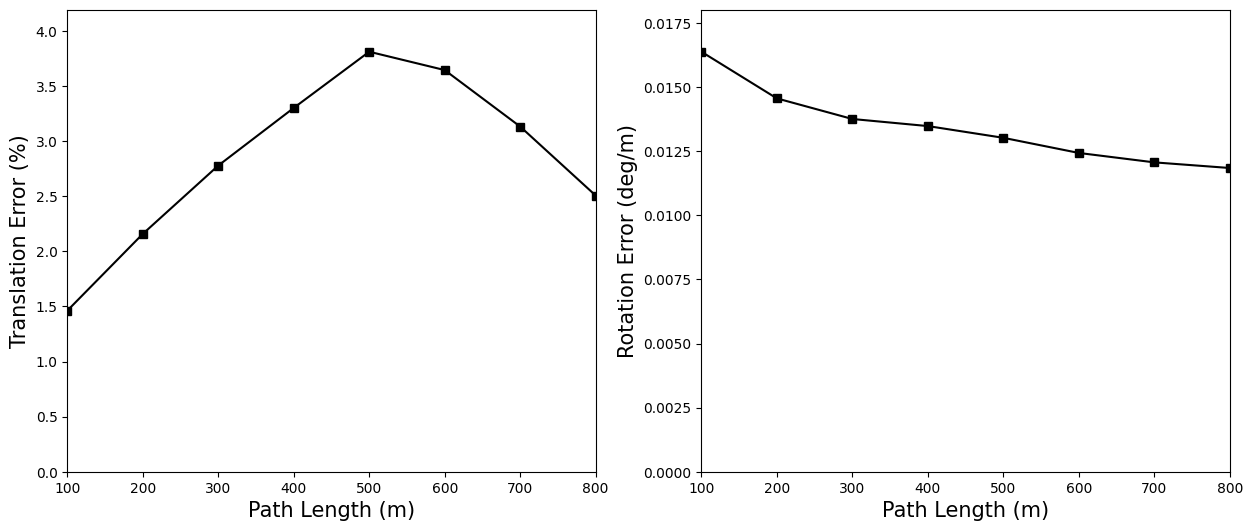 4.0
3.5
3.0
2.5
2.0
1.5
1.0
0.5
0.0
Translation Error (%)
100 200 300 400 500 600 700 800
Path Length (m)
0.0175
0.0150
0.0125
0.0100
0.0075
0.0050
0.0025
0.0000
Rotation Error (deg/m)
100 200 300 400 500 600 700 800
Path Length (m)